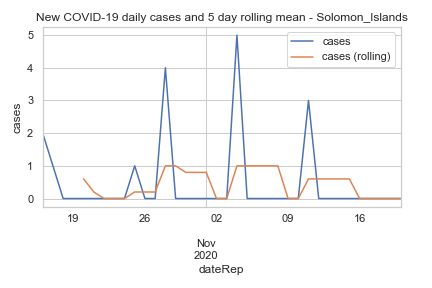 New COVID-19 daily cases and 5 day rolling mean - Solomon_Islands
cases
cases (rolling)
5
4
3
2
1
0
cases
19
26
02
09
16
Nov
2020
dateRep